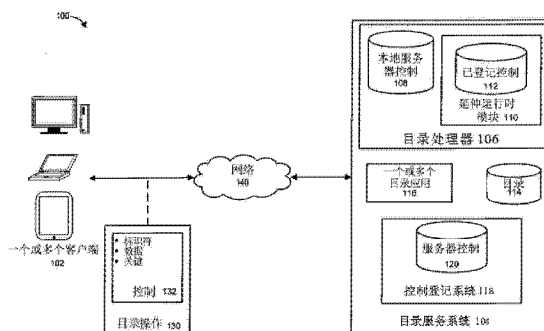 100
本地服务
器控制
108
已登记控制
112
延伸运行时
模块 110
目录处理器 106
一个或多个
目录应用
116
目录
114
服务器控制
120
控制登记系统 118
目录服务系统 104
网络
140
一个或多个客户端
102
• 标识符
• 数据
• 关键
控制 132
目录操作 130